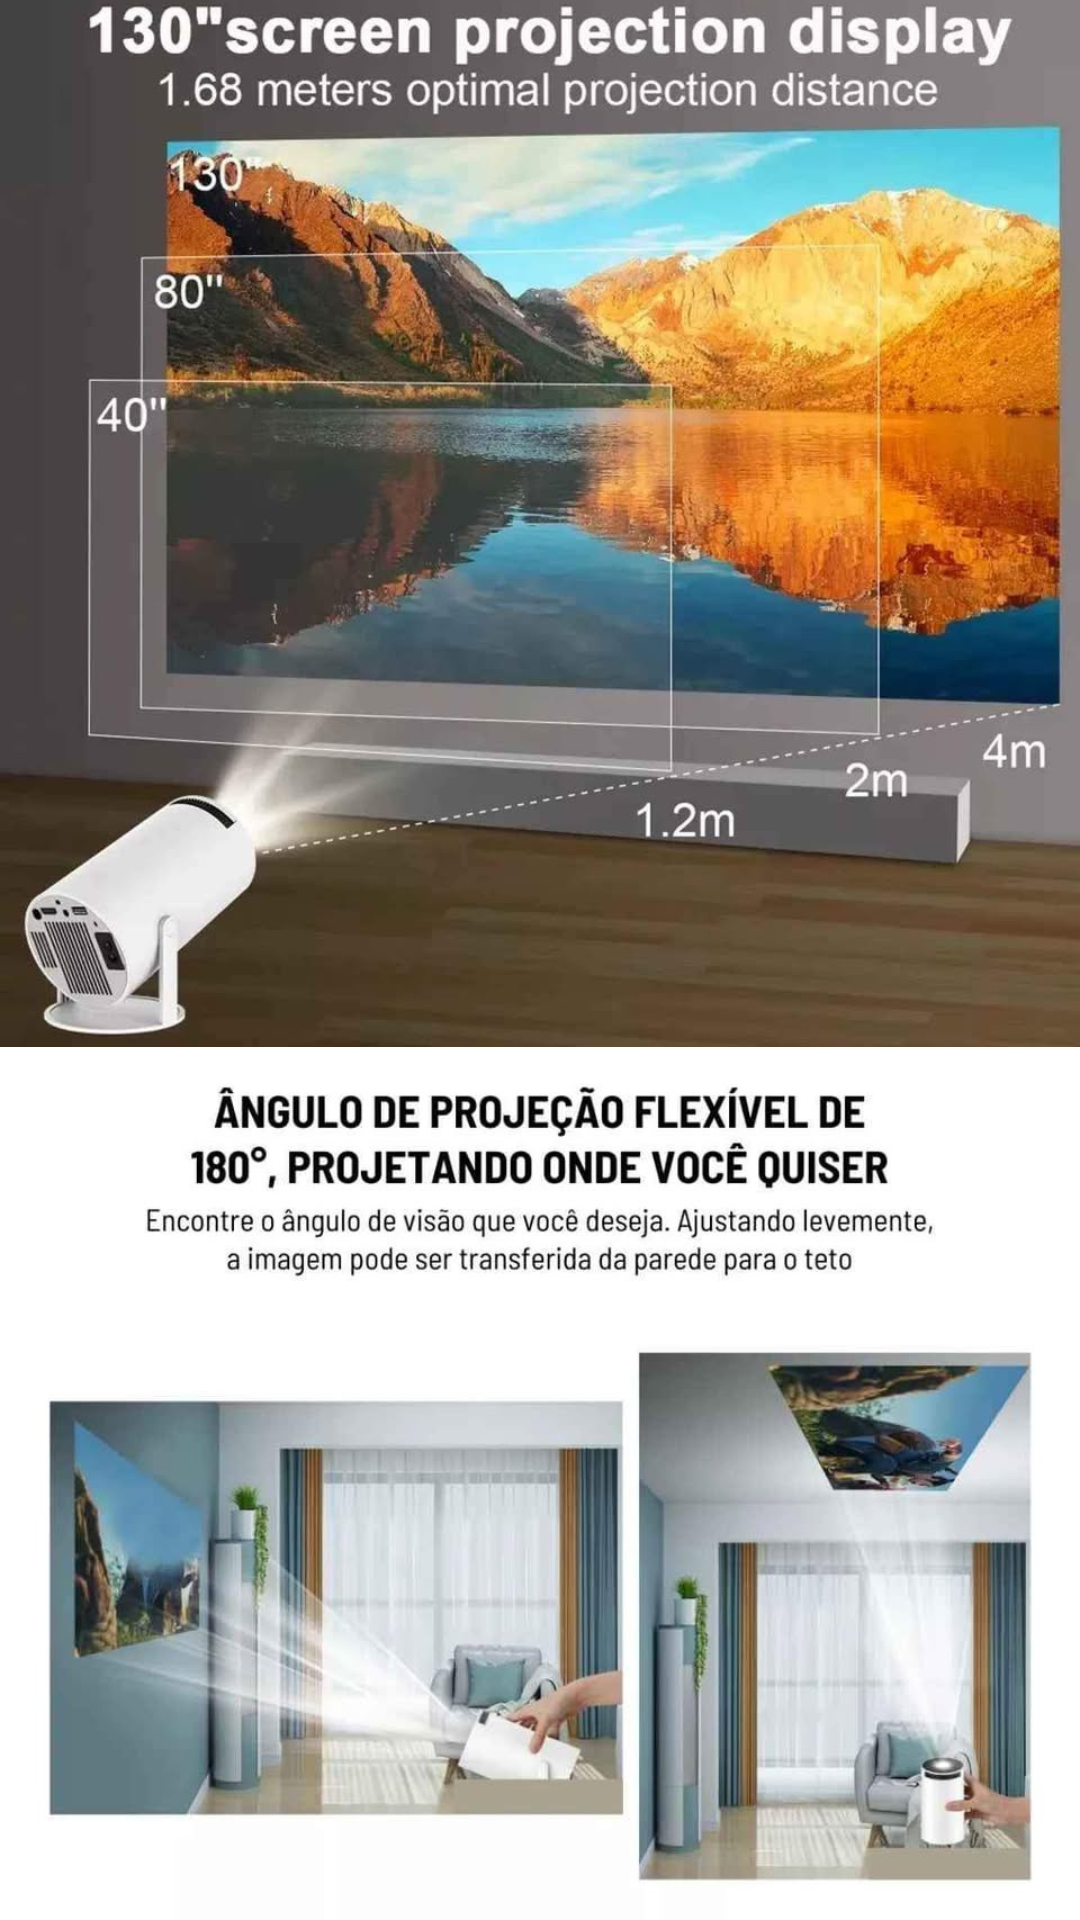 130"screen projection display
1.68 meters optimal projection distance
130"
80"
40"
4m
2m
1.2m
ÂNGULO DE PROJEÇÃO FLEXÍVEL DE
180°, PROJETANDO ONDE VOCÊ QUISER
Encontre o ângulo de visão que você deseja. Ajustando levemente,
a imagem pode ser transferida da parede para o teto